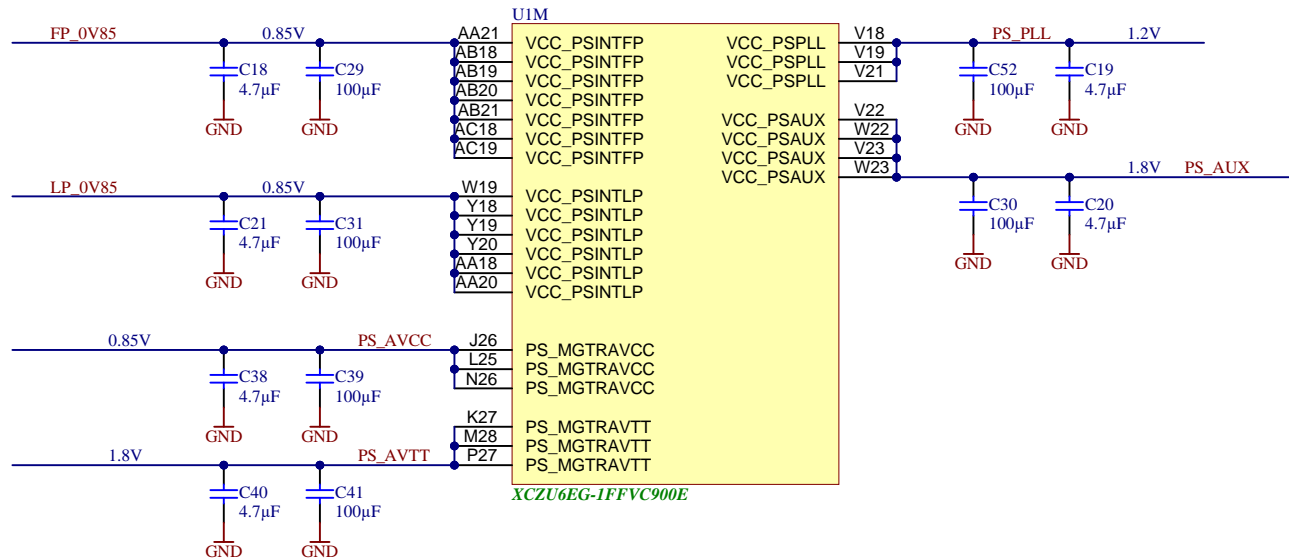 U1M
FP_0V85 0.85V
C18
4.7µF
GND
C29
100µF
GND
AA21 VCC_PSINTFP
AB18 VCC_PSINTFP
AB19 VCC_PSINTFP
AB20 VCC_PSINTFP
AB21 VCC_PSINTFP
AC18 VCC_PSINTFP
AC19 VCC_PSINTFP
LP_0V85 0.85V
C21
4.7µF
GND
C31
100µF
GND
W19 VCC_PSINTLP
Y18 VCC_PSINTLP
Y19 VCC_PSINTLP
Y20 VCC_PSINTLP
AA18 VCC_PSINTLP
AA20 VCC_PSINTLP
0.85V PS_AVCC
C38
4.7µF
GND
C39
100µF
GND
J26 PS_MGTRAVCC
L25 PS_MGTRAVCC
N26 PS_MGTRAVCC
K27 PS_MGTRAVTT
M28 PS_MGTRAVTT
P27 PS_MGTRAVTT
1.8V PS_AVTT
C40
4.7µF
GND
C41
100µF
GND
VCC_PSPLL V18
VCC_PSPLL V19
VCC_PSPLL V21
PS_PLL 1.2V
C52
100µF
GND
C19
4.7µF
GND
VCC_PSAUX V22
VCC_PSAUX W22
VCC_PSAUX V23
VCC_PSAUX W23
1.8V PS_AUX
C30
100µF
GND
C20
4.7µF
GND
XCZU6EG-1FFVC900E